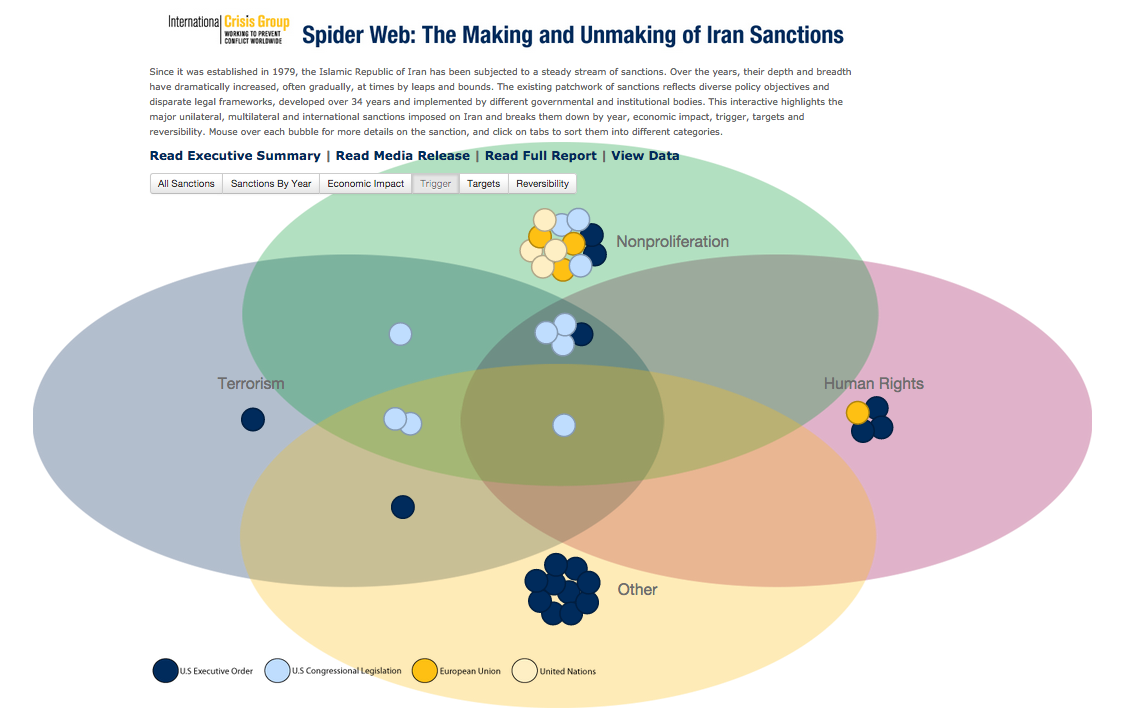 International Crisis Group
WORKING TO PREVENT
CONFLICT WORLDWIDE
Spider Web: The Making and Unmaking of Iran Sanctions
Since it was established in 1979, the Islamic Republic of Iran has been subjected to a steady stream of sanctions. Over the years, their depth and breadth
have dramatically increased, often gradually, at times by leaps and bounds. The existing patchwork of sanctions reflects diverse policy objectives and
disparate legal frameworks, developed over 34 years and implemented by different governmental and institutional bodies. This interactive highlights the
major unilateral, multilateral and international sanctions imposed on Iran and breaks them down by year, economic impact, trigger, targets and
reversibility. Mouse over each bubble for more details on the sanction, and click on tabs to sort them into different categories.
Read Executive Summary | Read Media Release | Read Full Report | View Data
All Sanctions Sanctions By Year Economic Impact Trigger Targets Reversibility
Nonproliferation
Terrorism
Human Rights
Other
U.S Executive Order U.S Congressional Legislation European Union United Nations